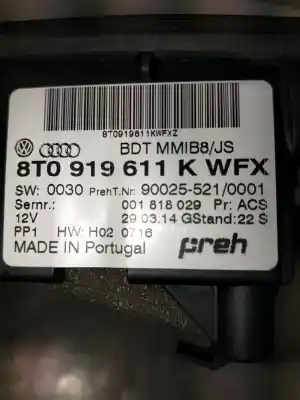 8T0919611KWFXZ
BDT MMIB8/JS
8T0 919 611 K WFX
SW: 0030 PrehT.Nr: 90025-521/0001
Sernr.: 001 818 029 Pr: ACS
12V 29.03.14 GStand: 22 S
PP1 HW: H02 0716
MADE IN Portugal preh